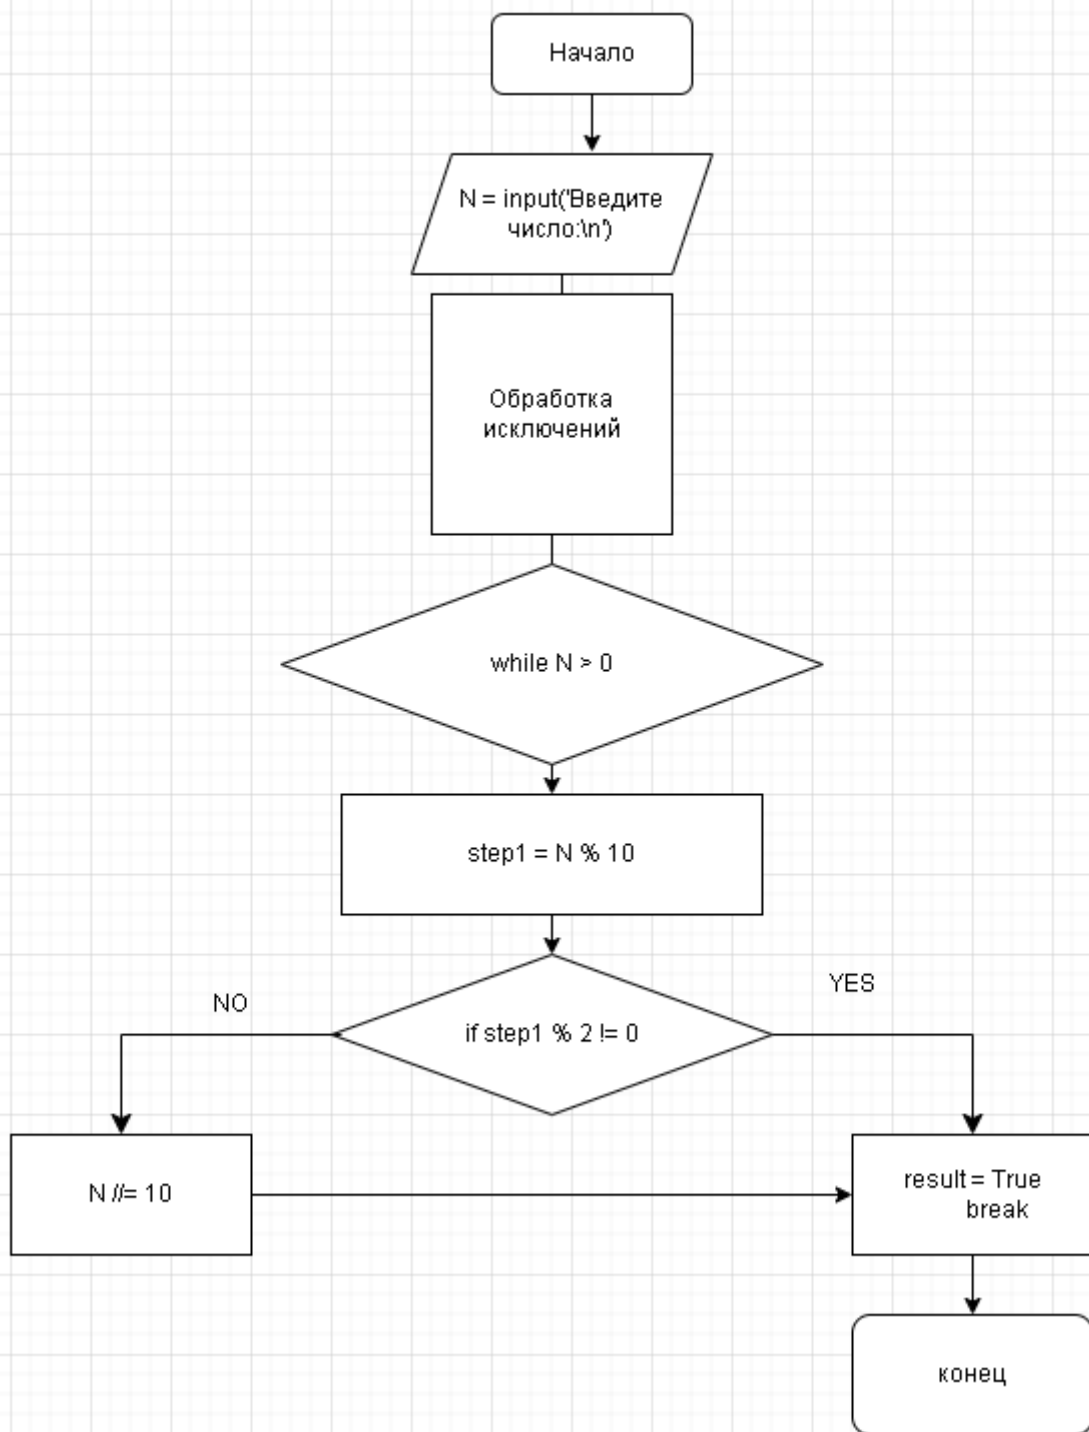 Начало
N = input('Введите
число:\n')
Обработка
исключений
while N > 0
step1 = N % 10
NO
YES
if step1 % 2 != 0
N //= 10
result = True
break
конец